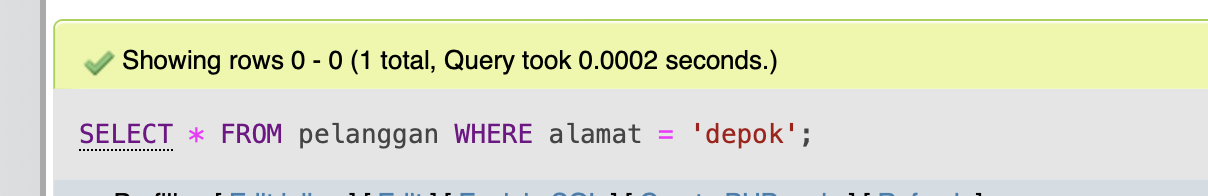 Showing rows 0 - 0 (1 total, Query took 0.0002 seconds.)
SELECT * FROM pelanggan WHERE alamat = 'depok';